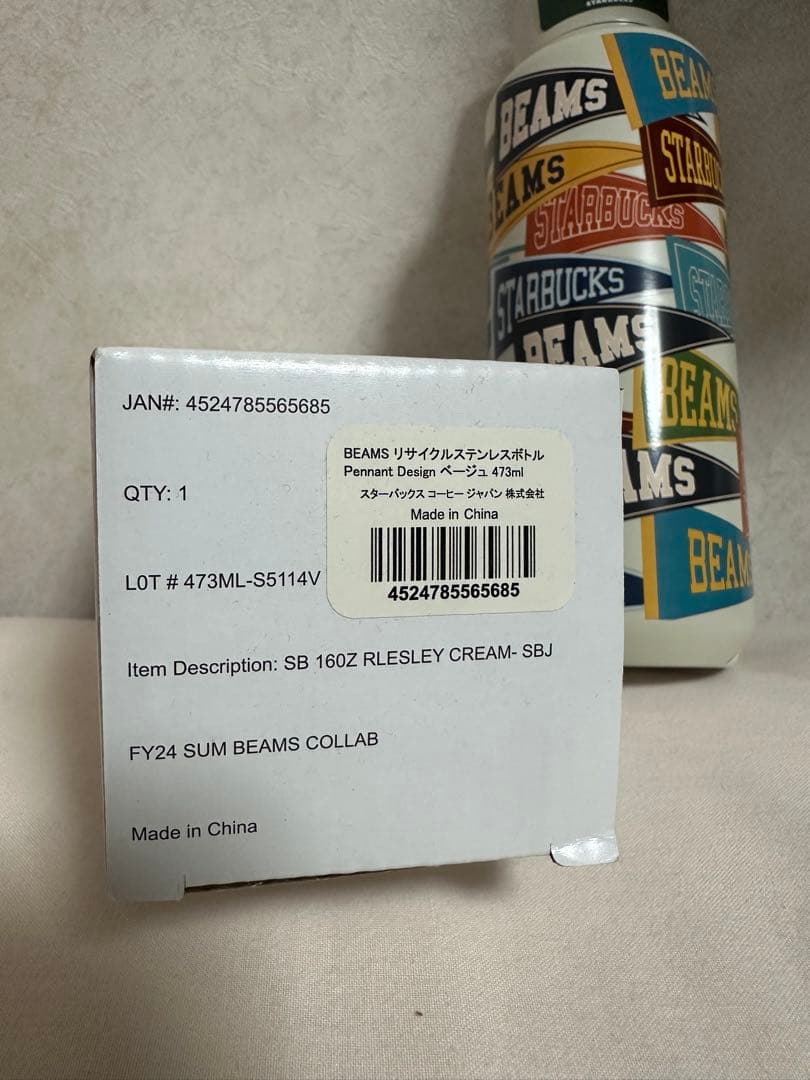 STARBUCKS
BEAMS
BEAMS
BEAMS
STARBUCKS
STARBUCKS
STARBUCKS
BEAMS
BEAMS
BEAMS
JAN#: 4524785565685
QTY: 1
L0T # 473ML-S5114V
Item Description: SB 160Z RLESLEY CREAM- SBJ
FY24 SUM BEAMS COLLAB
Made in China
BEAMS リサイクルステンレスボトル
Pennant Design ベージュ 473ml
スターバックス コーヒー ジャパン 株式会社
Made in China
4524785565685